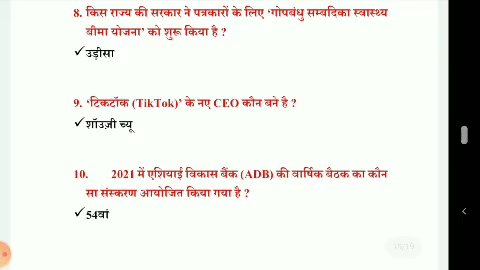 8. किस राज्य की सरकार ने पत्रकारों के लिए ‘गोपबंधु सम्बदिका स्वास्थ्य
बीमा योजना’ को शुरू किया है ?
✓उड़ीसा
9. ‘टिकटॉक (TikTok)’ के नए CEO कौन बने है ?
✓शॉउज़ी च्यू
10. 2021 में एशियाई विकास बैंक (ADB) की वार्षिक बैठक का कौन
सा संस्करण आयोजित किया गया है ?
✓54वां